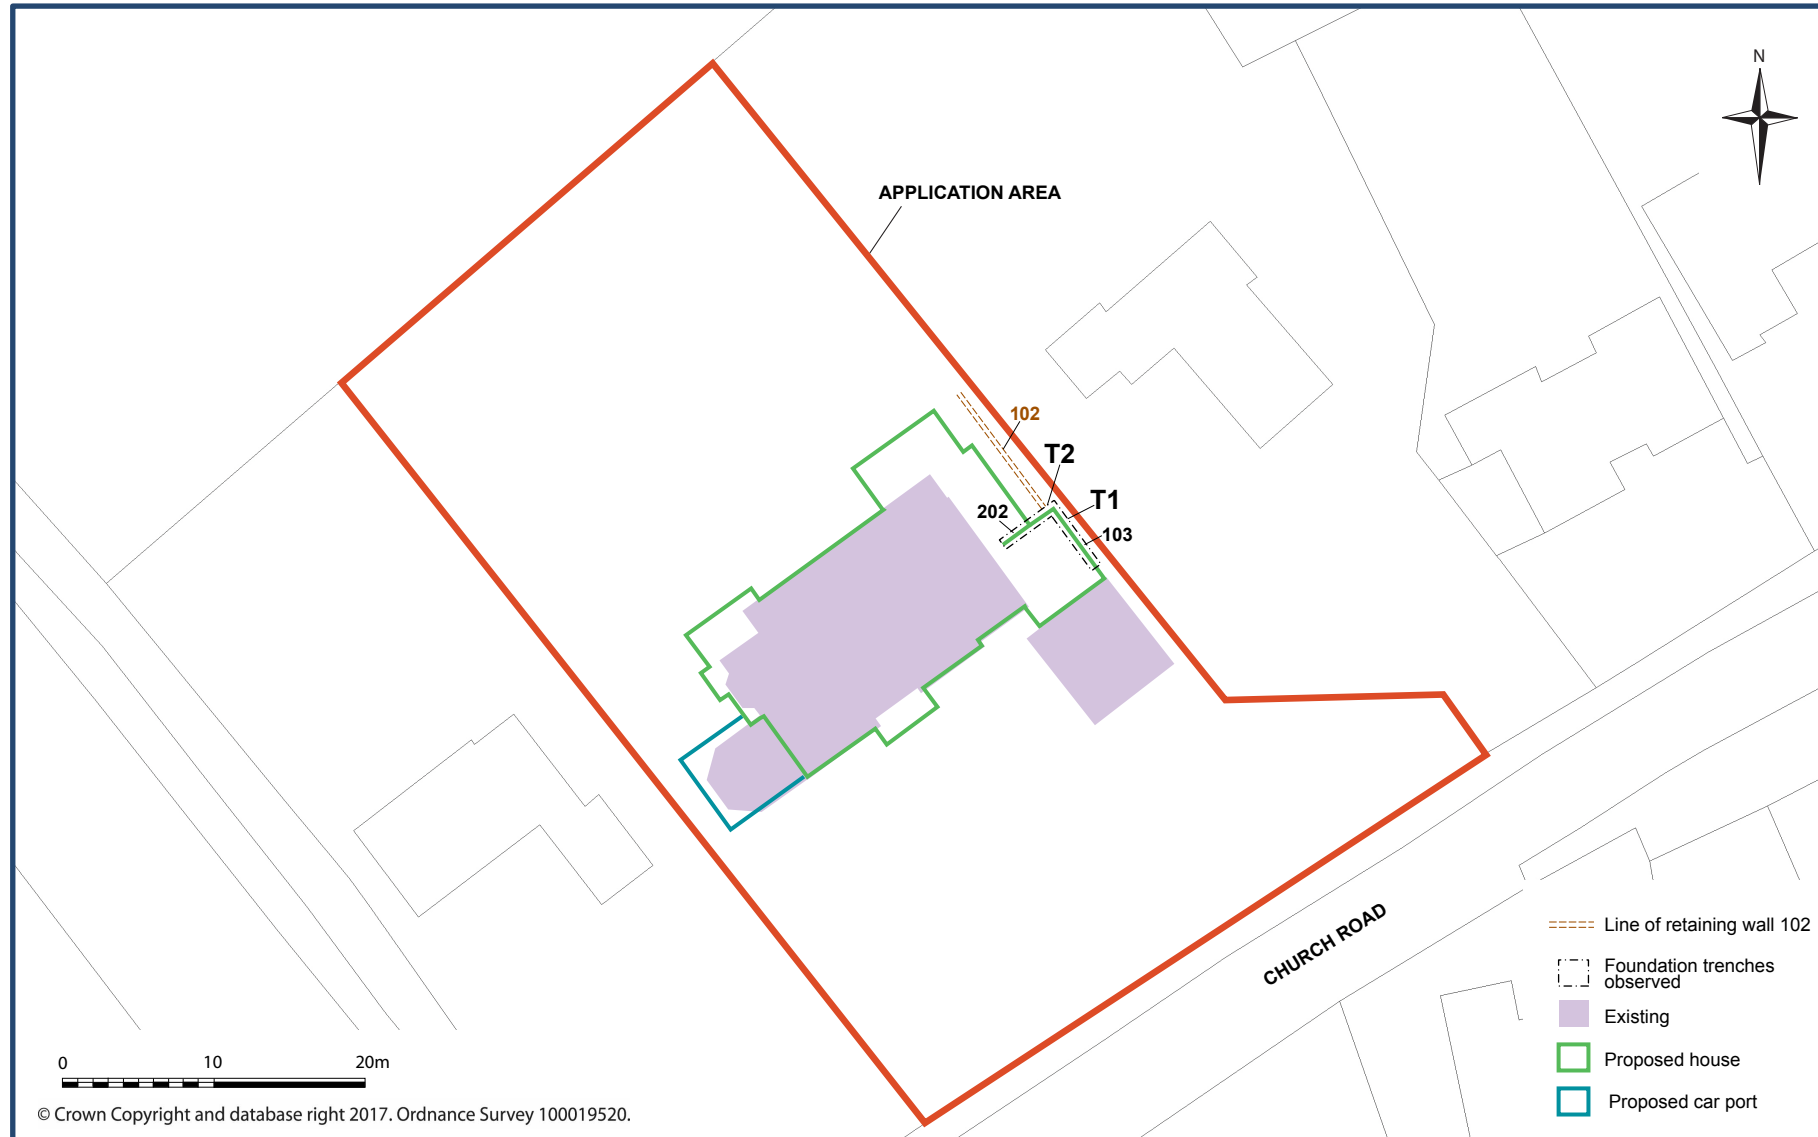 N
APPLICATION AREA
102
T2
T1
202
103
CHURCH ROAD
Line of retaining wall 102
Foundation trenches
observed
Existing
Proposed house
Proposed car port
0 10 20m
© Crown Copyright and database right 2017. Ordnance Survey 100019520.